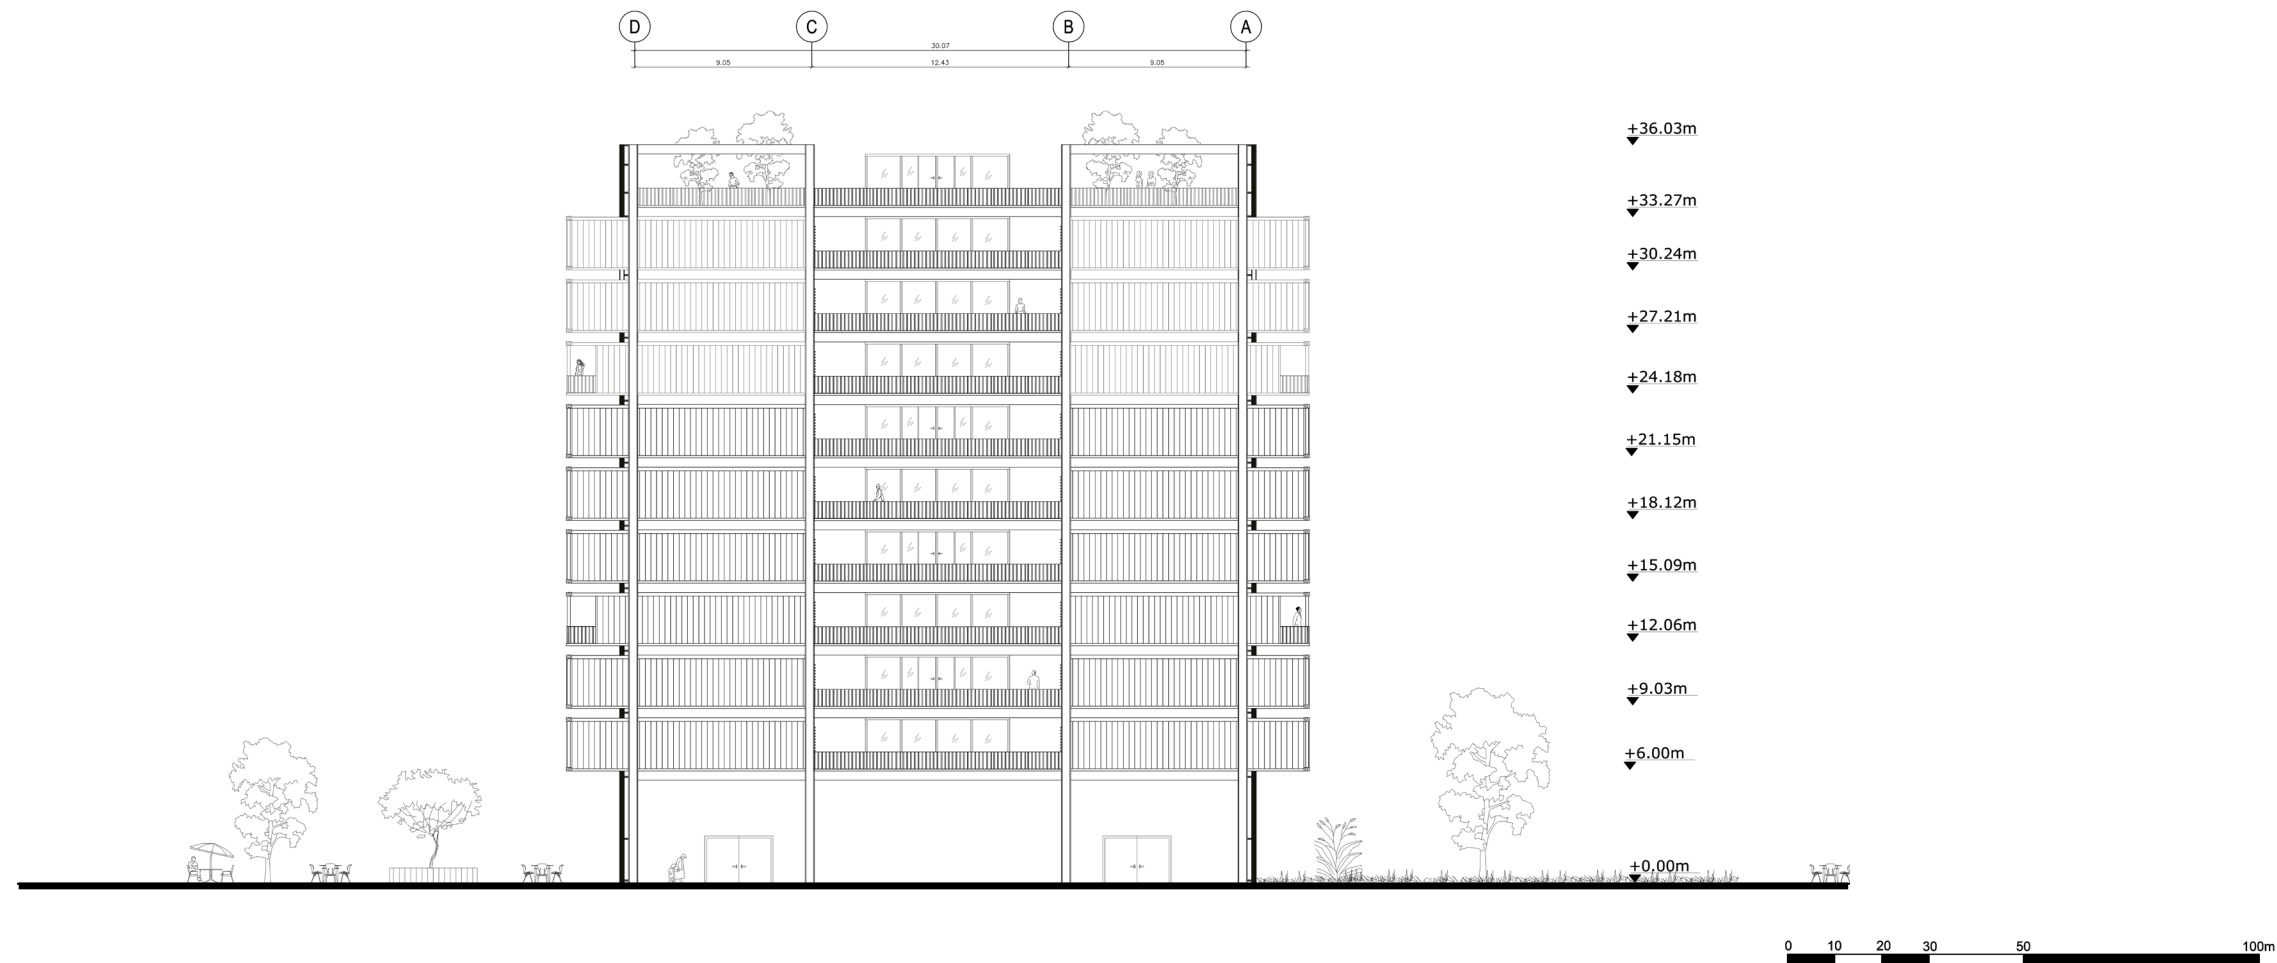 D C B A
30.07
9.05 12.43 9.05
+36.03m
+33.27m
+30.24m
+27.21m
+24.18m
+21.15m
+18.12m
+15.09m
+12.06m
+9.03m
+6.00m
+0.00m
0 10 20 30 50 100m